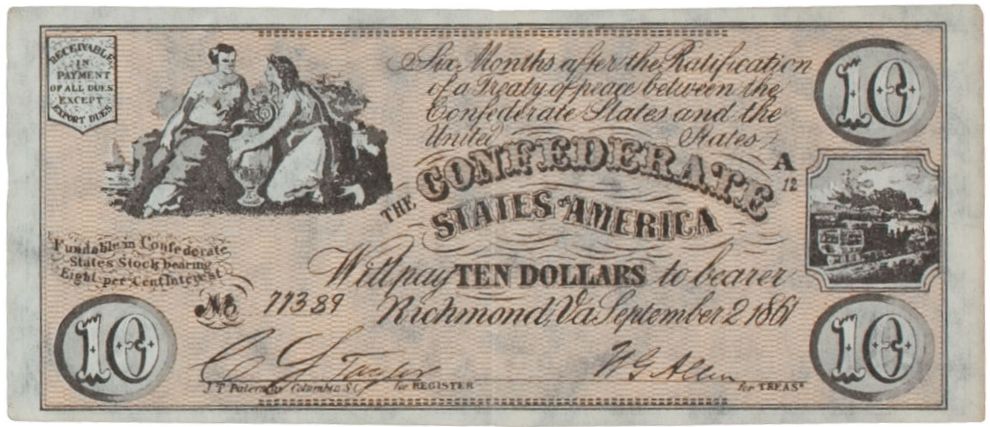 RECEIVABLE
IN
PAYMENT
OF ALL DUES
EXCEPT
EXPORT DUES
Six Months after the Ratification
of a Treaty of peace between the
Confederate States and the
United States
10
A
12
THE CONFEDERATE
STATES OF AMERICA
Fundable in Confederate
States Stock bearing
Eight per Cent Interest
Will pay TEN DOLLARS to bearer
No 77389
Richmond, Va September 2 1861
10
10
C L Taylor
W G Allen
J T Paterson Columbia S.C.
for REGISTER
for TREASR